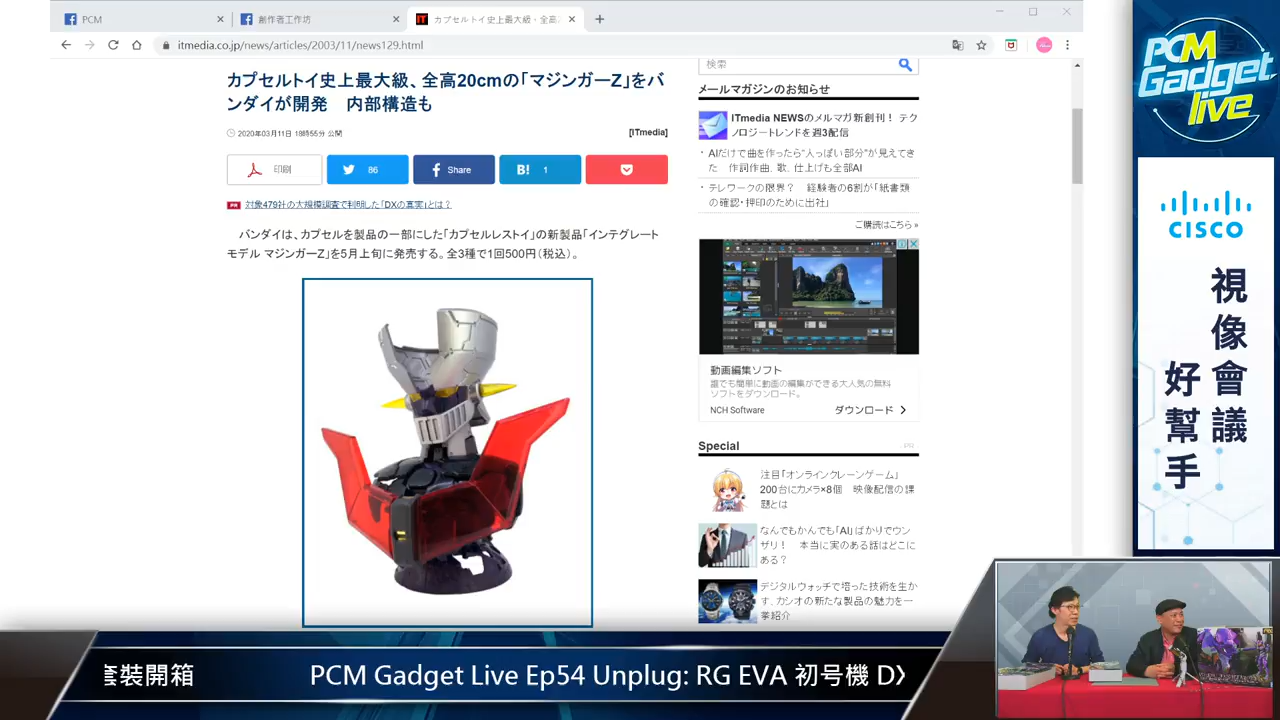 PCM
創作者工作坊
カプセルトイ史上最大級、全高
itmedia.co.jp/news/articles/2003/11/news129.html
カプセルトイ史上最大級、全高20cmの「マジンガーZ」をバ
ンダイが開発 内部構造も
2020年03月11日 18時55分 公開
[ITmedia]
印刷
86
Share
B! 1
PR 対象479社の大規模調査で判明した「DXの真実」とは?
バンダイは、カプセルを製品の一部にした「カプセルレストイ」の新製品「インテグレート
モデル マジンガーZ」を5月上旬に発売する。全3種で1回500円(税込)。
検索
メールマガジンのお知らせ
ITmedia NEWSのメルマガ新創刊! テク
ノロジートレンドを週3配信
・AIだけで曲を作ったら“人っぽい部分”が見えてき
た 作詞作曲、歌、仕上げも全部AI
・テレワークの限界? 経験者の6割が「紙書類
の確認・押印のために出社」
ご購読はこちら »
動画編集ソフト
誰でも簡単に動画の編集ができる大人気の無料
ソフトをダウンロード。
NCH Software
ダウンロード
Special
PR
注目「オンラインクレーンゲーム」
200台にカメラ×8個 映像配信の課
題とは
なんでもかんでも「AI」ばかりでウン
ザリ! 本当に実のある話はどこに
ある?
デジタルウォッチで培った技術を生か
す、カシオの新たな製品の魅力を一
挙紹介
PCM
Gadget
live
CISCO
視像會議
好幫手
套裝開箱
PCM Gadget Live Ep54 Unplug: RG EVA 初号機 DX